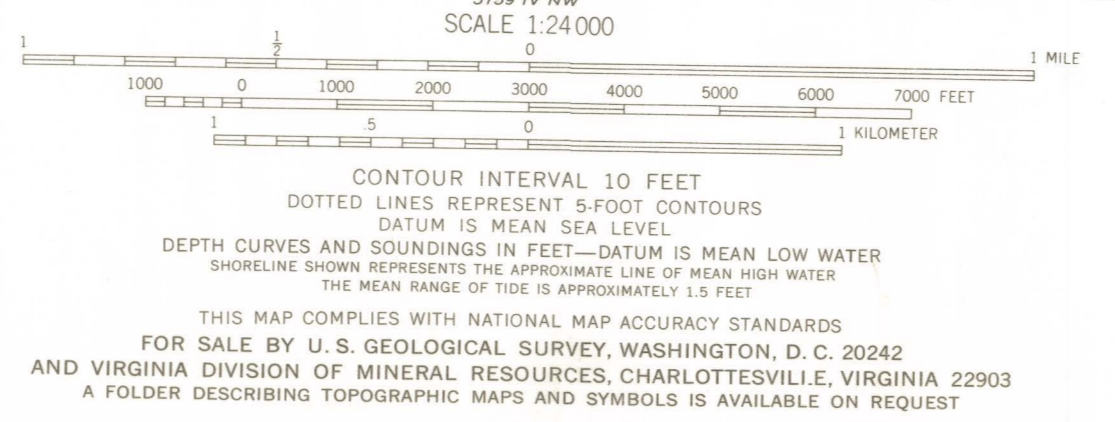 SCALE 1:24 000
1 ½ 0 1 MILE
1000 0 1000 2000 3000 4000 5000 6000 7000 FEET
1 .5 0 1 KILOMETER
CONTOUR INTERVAL 10 FEET
DOTTED LINES REPRESENT 5-FOOT CONTOURS
DATUM IS MEAN SEA LEVEL
DEPTH CURVES AND SOUNDINGS IN FEET—DATUM IS MEAN LOW WATER
SHORELINE SHOWN REPRESENTS THE APPROXIMATE LINE OF MEAN HIGH WATER
THE MEAN RANGE OF TIDE IS APPROXIMATELY 1.5 FEET
THIS MAP COMPLIES WITH NATIONAL MAP ACCURACY STANDARDS
FOR SALE BY U. S. GEOLOGICAL SURVEY, WASHINGTON, D. C. 20242
AND VIRGINIA DIVISION OF MINERAL RESOURCES, CHARLOTTESVILLE, VIRGINIA 22903
A FOLDER DESCRIBING TOPOGRAPHIC MAPS AND SYMBOLS IS AVAILABLE ON REQUEST